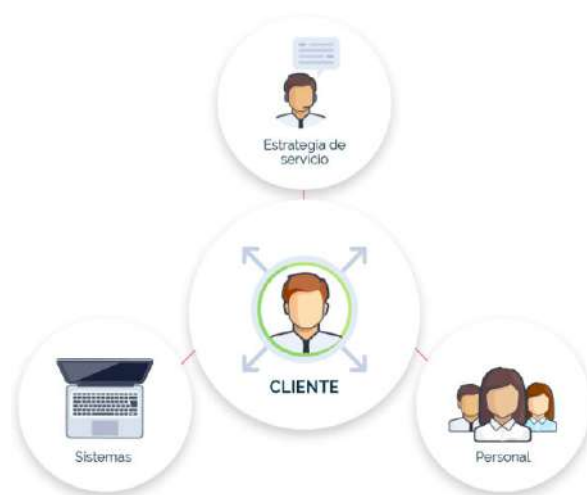 Estrategia de
servicio
CLIENTE
Sistemas
Personal